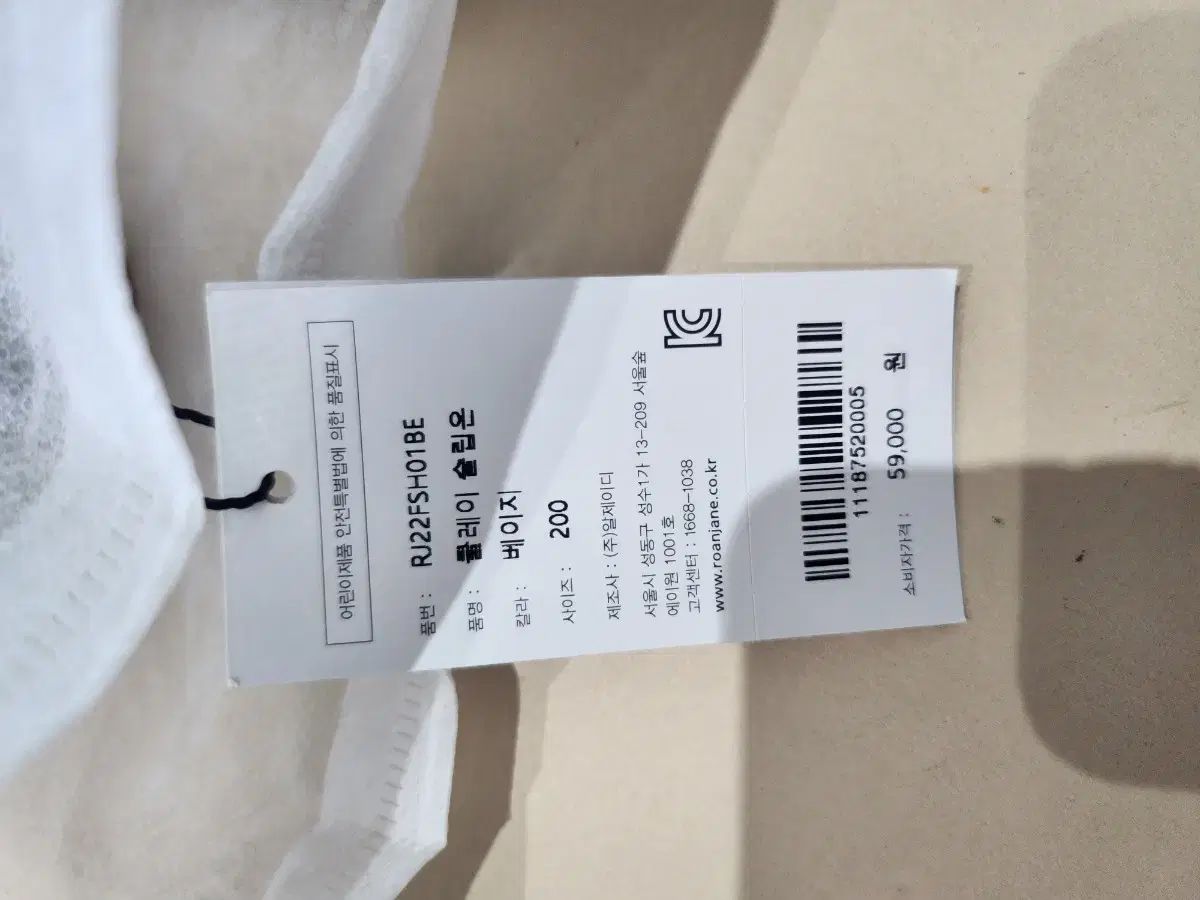 어린이제품 안전특별법에 의한 품질표시
품번 : RJ22FSH01BE
품명 : 플레이 슬립온
칼라 : 베이지
사이즈 : 200
제조사 : (주)알제이디
서울시 성동구 성수1가 13-209 서울숲
에이원 1001호
고객센터 : 1668-1038
www.roanjane.co.kr
KC
11187520005
소비자가격 : 59,000 원